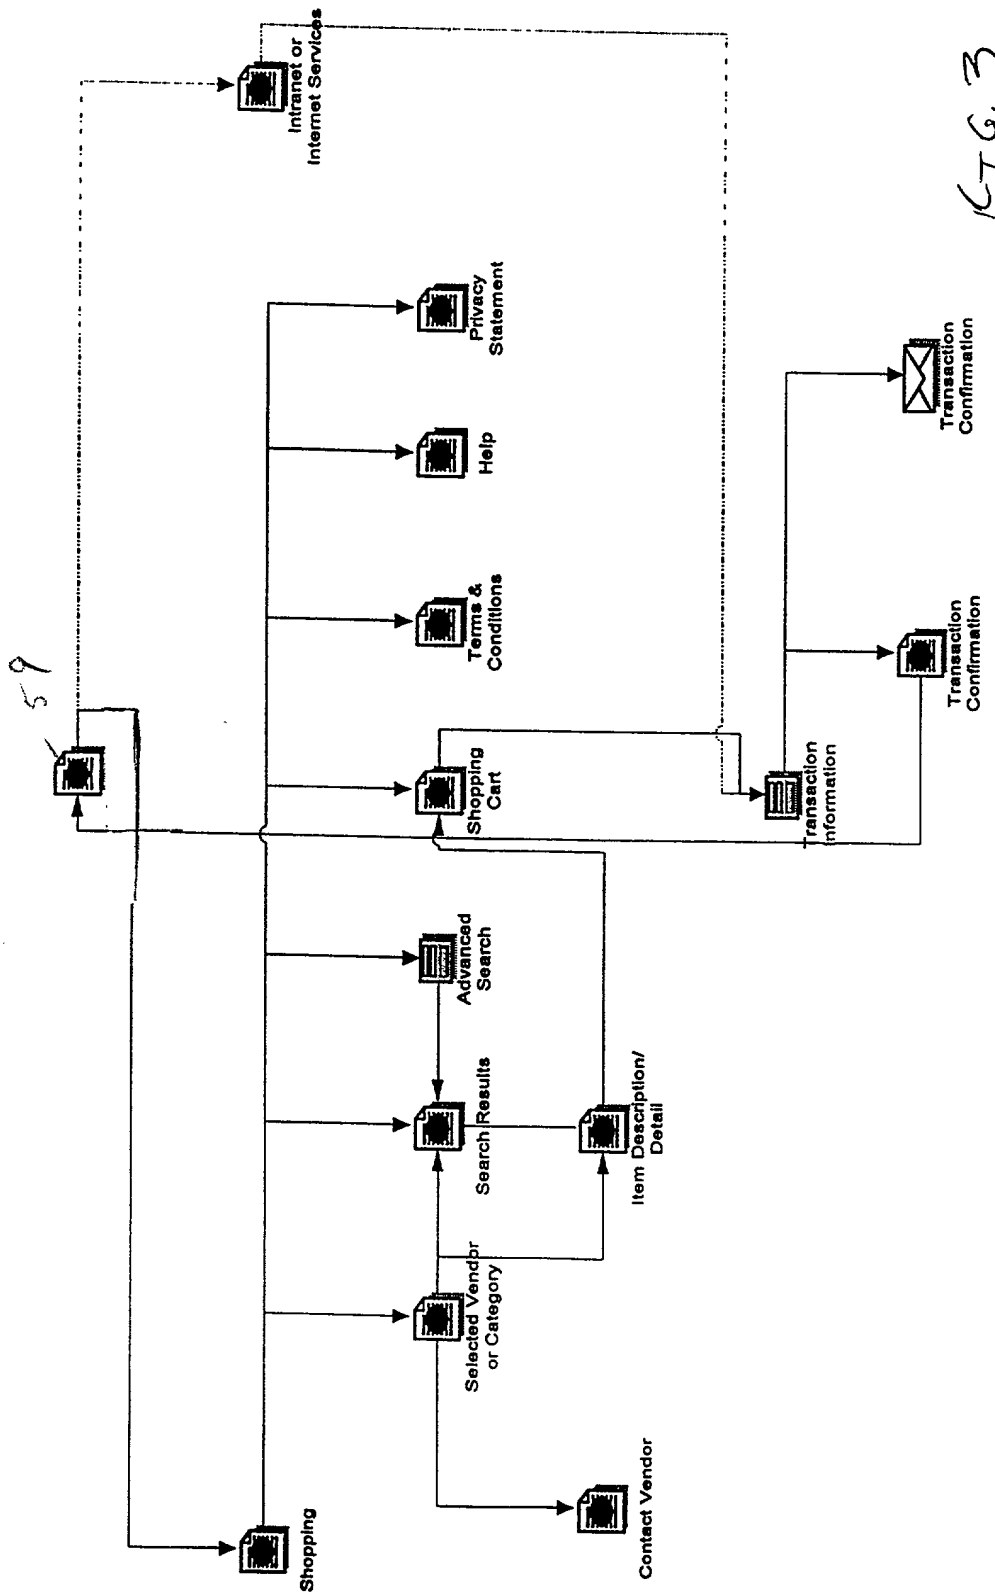 59
Intranet or
Internet Services
Shopping
Selected Vendor
or Category
Search Results
Advanced
Search
Shopping
Cart
Terms &
Conditions
Help
Privacy
Statement
Contact Vendor
Item Description/
Detail
Transaction
Information
Transaction
Confirmation
Transaction
Confirmation
FIG. 3